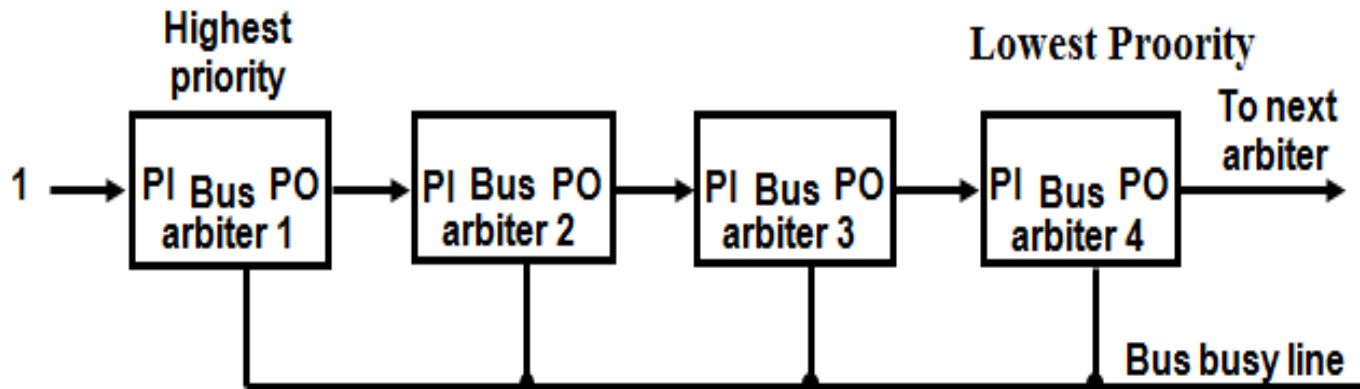 Highest
priority
Lowest Proority
To next
arbiter
1
PI Bus PO
arbiter 1
PI Bus PO
arbiter 2
PI Bus PO
arbiter 3
PI Bus PO
arbiter 4
Bus busy line